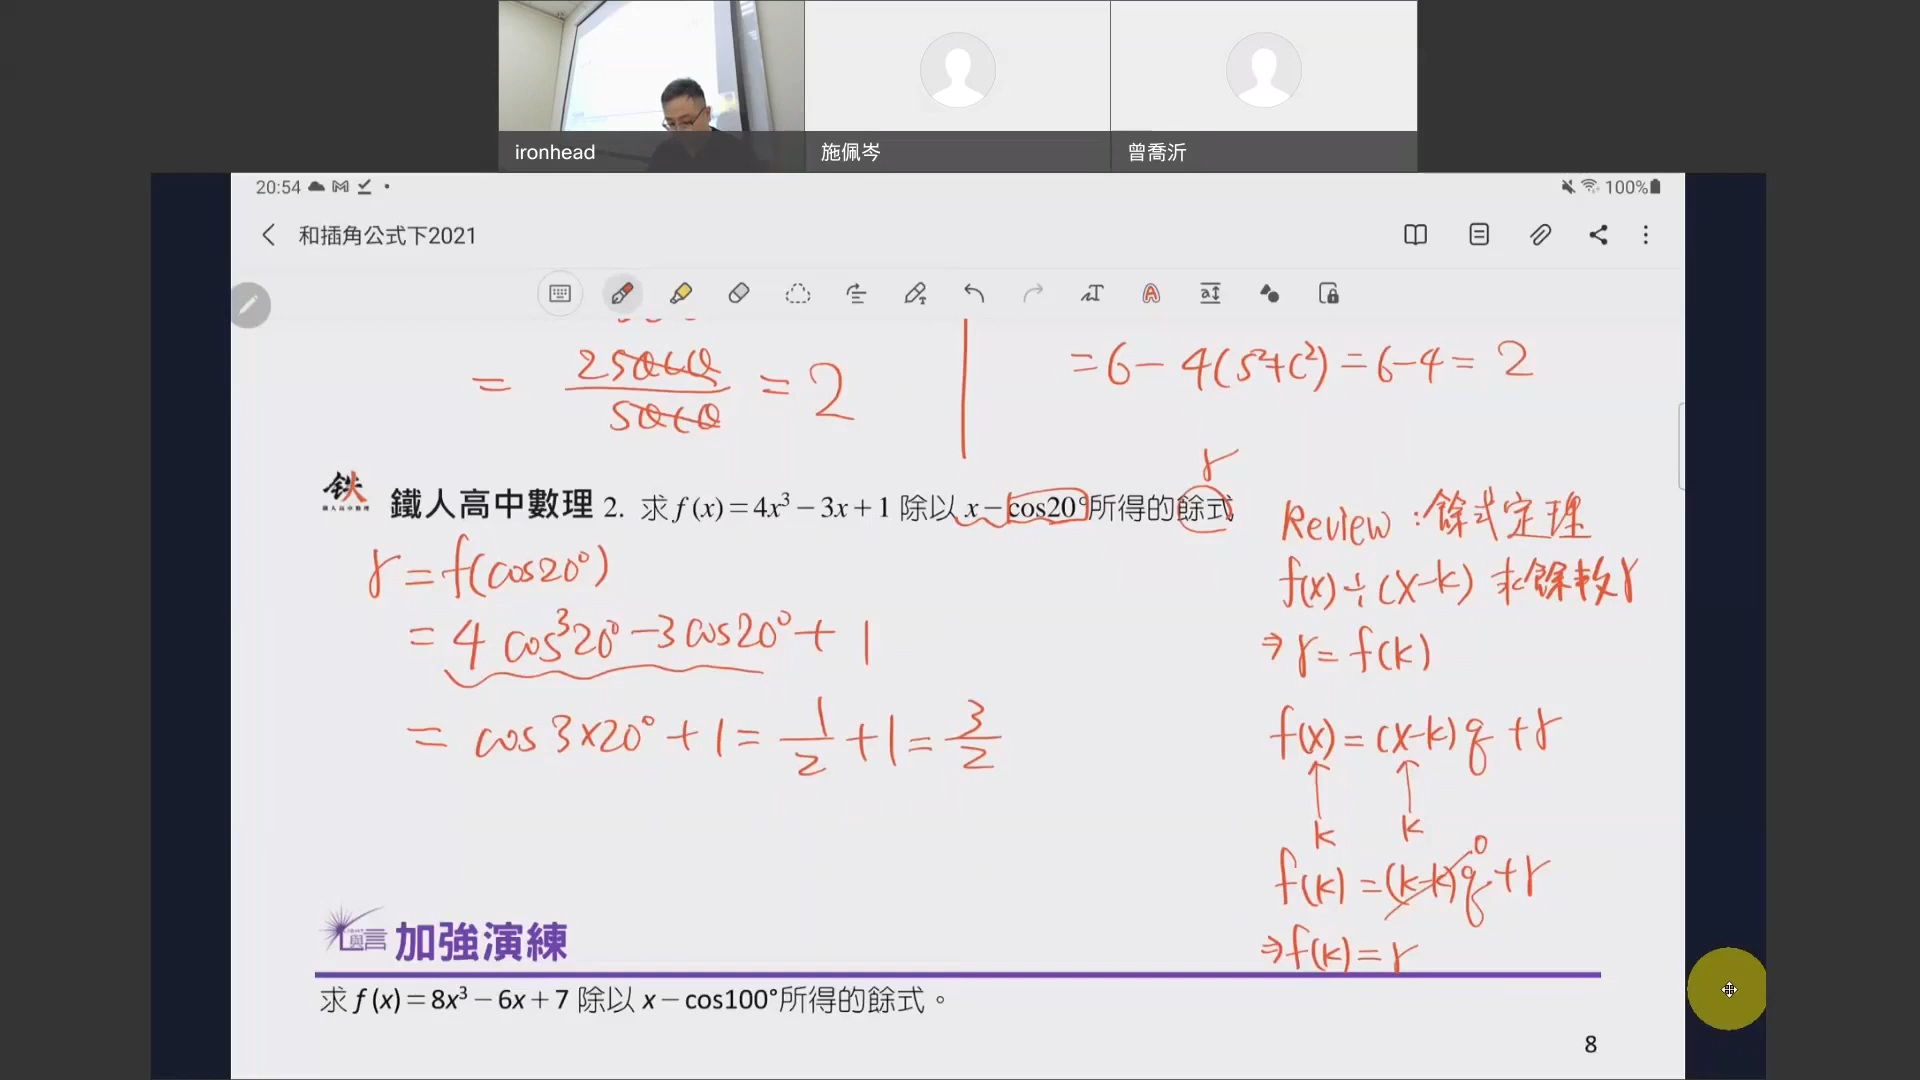 ironhead
施佩岑
曾喬沂
20:54
100%
和插角公式下2021
= 2sθcθ / sθcθ = 2
= 6 - 4(s²+c²) = 6-4 = 2
r
鐵
鐵人高中數理 2. 求 f (x) = 4x³ − 3x + 1 除以 x − cos20°所得的餘式
Review : 餘式定理
r = f(cos20°)
f(x) ÷ (x-k) 求餘數r
= 4 cos³20° - 3 cos20° + 1
⇒ r = f(k)
= cos 3×20° + 1 = 1/2 + 1 = 3/2
f(x) = (x-k)q + r
k k
0
f(k) = (k-k)q + r
⇒ f(k) = r
加強演練
求 f (x) = 8x³ − 6x + 7 除以 x − cos100°所得的餘式。
8